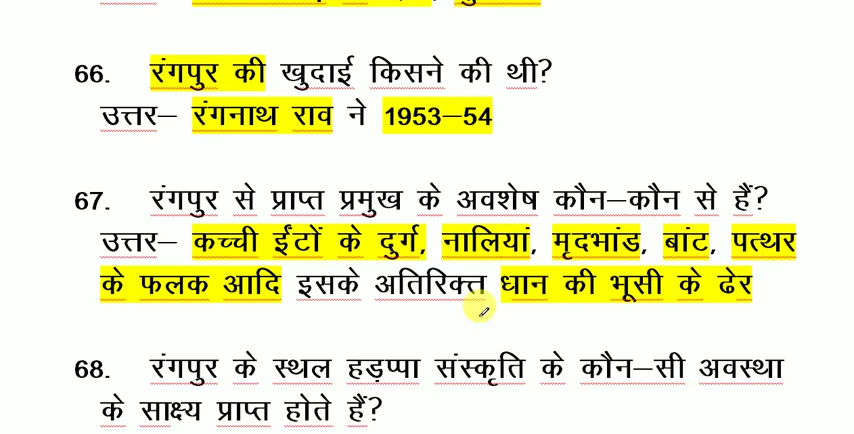 66. रंगपुर की खुदाई किसने की थी?
उत्तर– रंगनाथ राव ने 1953–54
67. रंगपुर से प्राप्त प्रमुख के अवशेष कौन–कौन से हैं?
उत्तर– कच्ची ईंटों के दुर्ग, नालियां, मृदभांड, बांट, पत्थर
के फलक आदि इसके अतिरिक्त धान की भूसी के ढेर
68. रंगपुर के स्थल हड़प्पा संस्कृति के कौन–सी अवस्था
के साक्ष्य प्राप्त होते हैं?